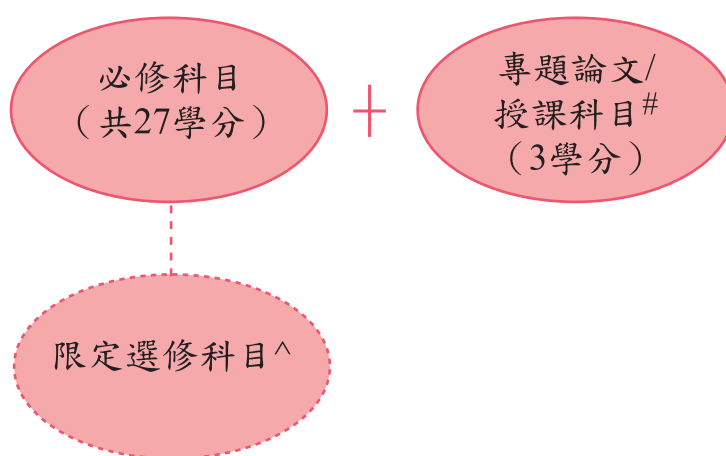 必修科目
（共27學分）
專題論文/
授課科目#
（3學分）
限定選修科目^